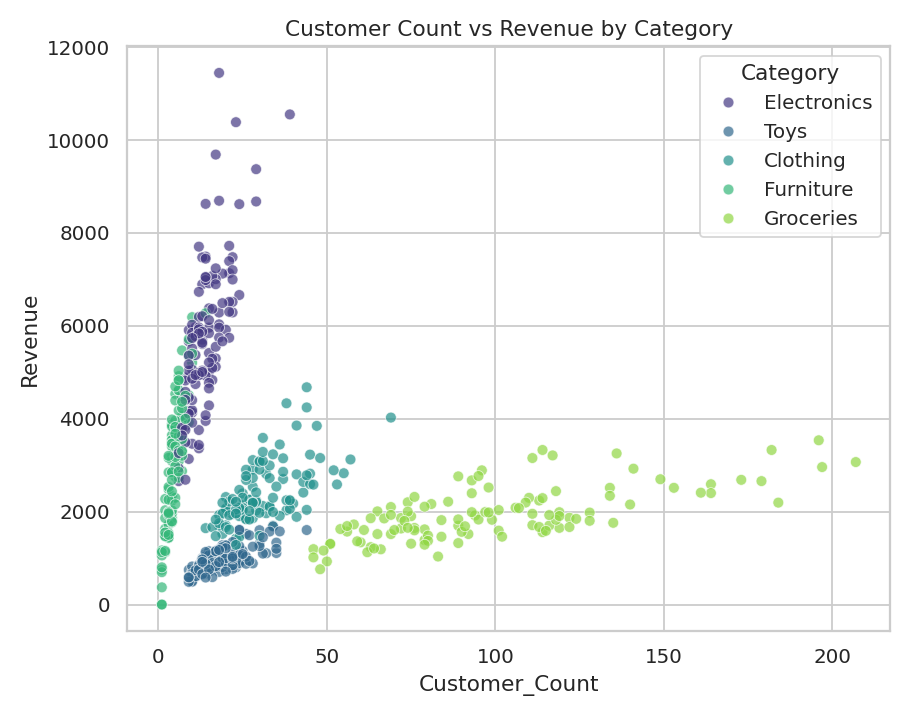 Customer Count vs Revenue by Category
12000
10000
8000
6000
4000
2000
0
Revenue
Category
Electronics
Toys
Clothing
Furniture
Groceries
0 50 100 150 200
Customer_Count